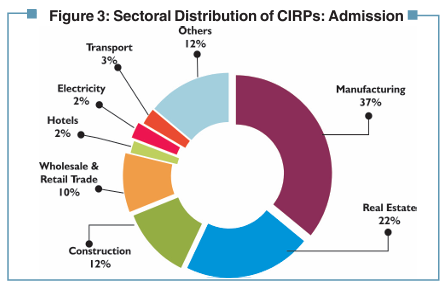 Figure 3: Sectoral Distribution of CIRPs: Admission
Others
12%
Transport
3%
Electricity
2%
Hotels
2%
Wholesale &
Retail Trade
10%
Construction
12%
Manufacturing
37%
Real Estate
22%